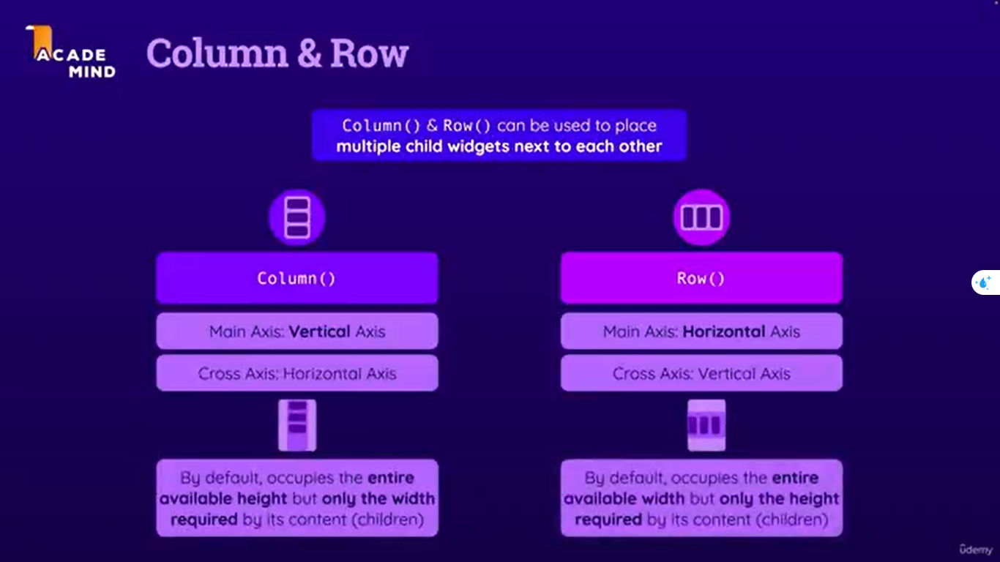 ACADE
MIND
Column & Row
Column() & Row() can be used to place
multiple child widgets next to each other
Column()
Main Axis: Vertical Axis
Cross Axis: Horizontal Axis
By default, occupies the entire
available height but only the width
required by its content (children)
Row()
Main Axis: Horizontal Axis
Cross Axis: Vertical Axis
By default, occupies the entire
available width but only the height
required by its content (children)
ûdemy